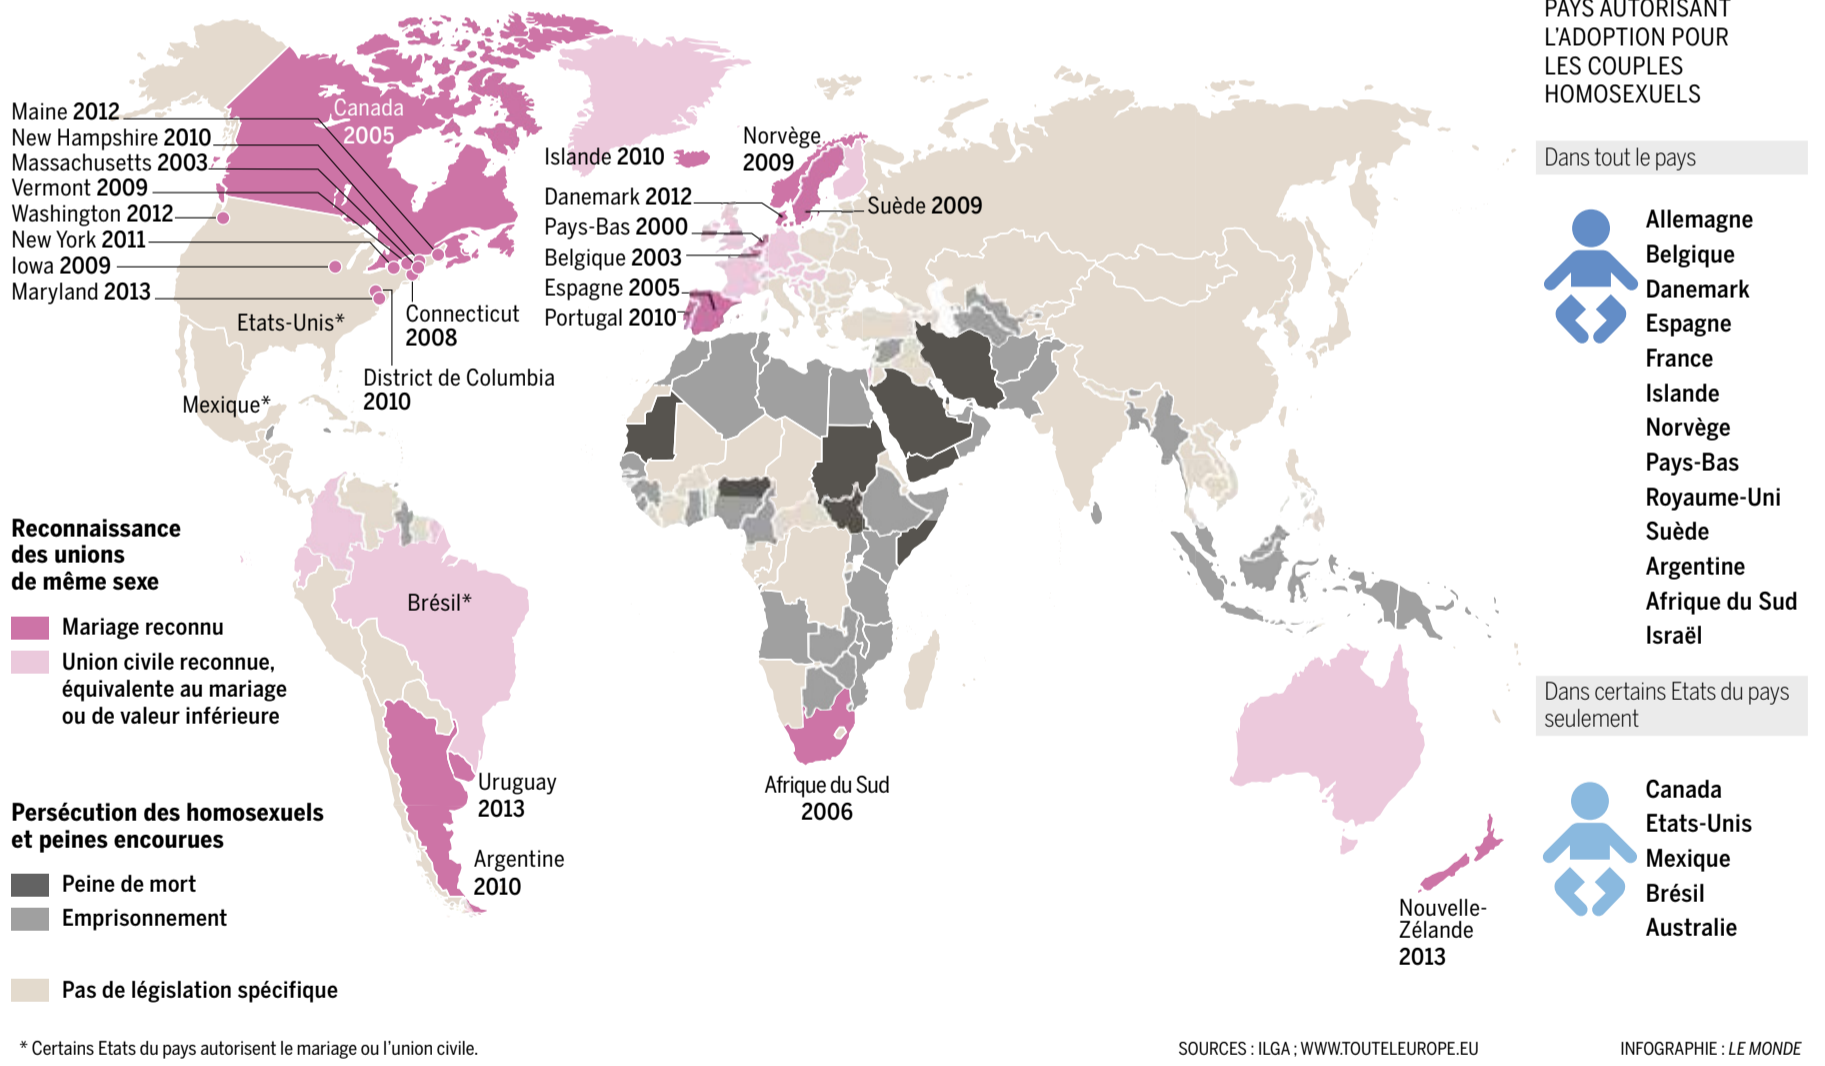 PAYS AUTORISANT
L'ADOPTION POUR
LES COUPLES
HOMOSEXUELS
Dans tout le pays
Allemagne
Belgique
Danemark
Espagne
France
Islande
Norvège
Pays-Bas
Royaume-Uni
Suède
Argentine
Afrique du Sud
Israël
Dans certains Etats du pays
seulement
Canada
Etats-Unis
Mexique
Brésil
Australie
Maine 2012
New Hampshire 2010
Massachusetts 2003
Vermont 2009
Washington 2012
New York 2011
Iowa 2009
Maryland 2013
Canada
2005
Etats-Unis*
Connecticut
2008
District de Columbia
2010
Mexique*
Islande 2010
Norvège
2009
Danemark 2012
Suède 2009
Pays-Bas 2000
Belgique 2003
Espagne 2005
Portugal 2010
Brésil*
Uruguay
2013
Argentine
2010
Afrique du Sud
2006
Nouvelle-
Zélande
2013
Reconnaissance
des unions
de même sexe
Mariage reconnu
Union civile reconnue,
équivalente au mariage
ou de valeur inférieure
Persécution des homosexuels
et peines encourues
Peine de mort
Emprisonnement
Pas de législation spécifique
* Certains Etats du pays autorisent le mariage ou l'union civile.
SOURCES : ILGA ; WWW.TOUTELEUROPE.EU
INFOGRAPHIE : LE MONDE